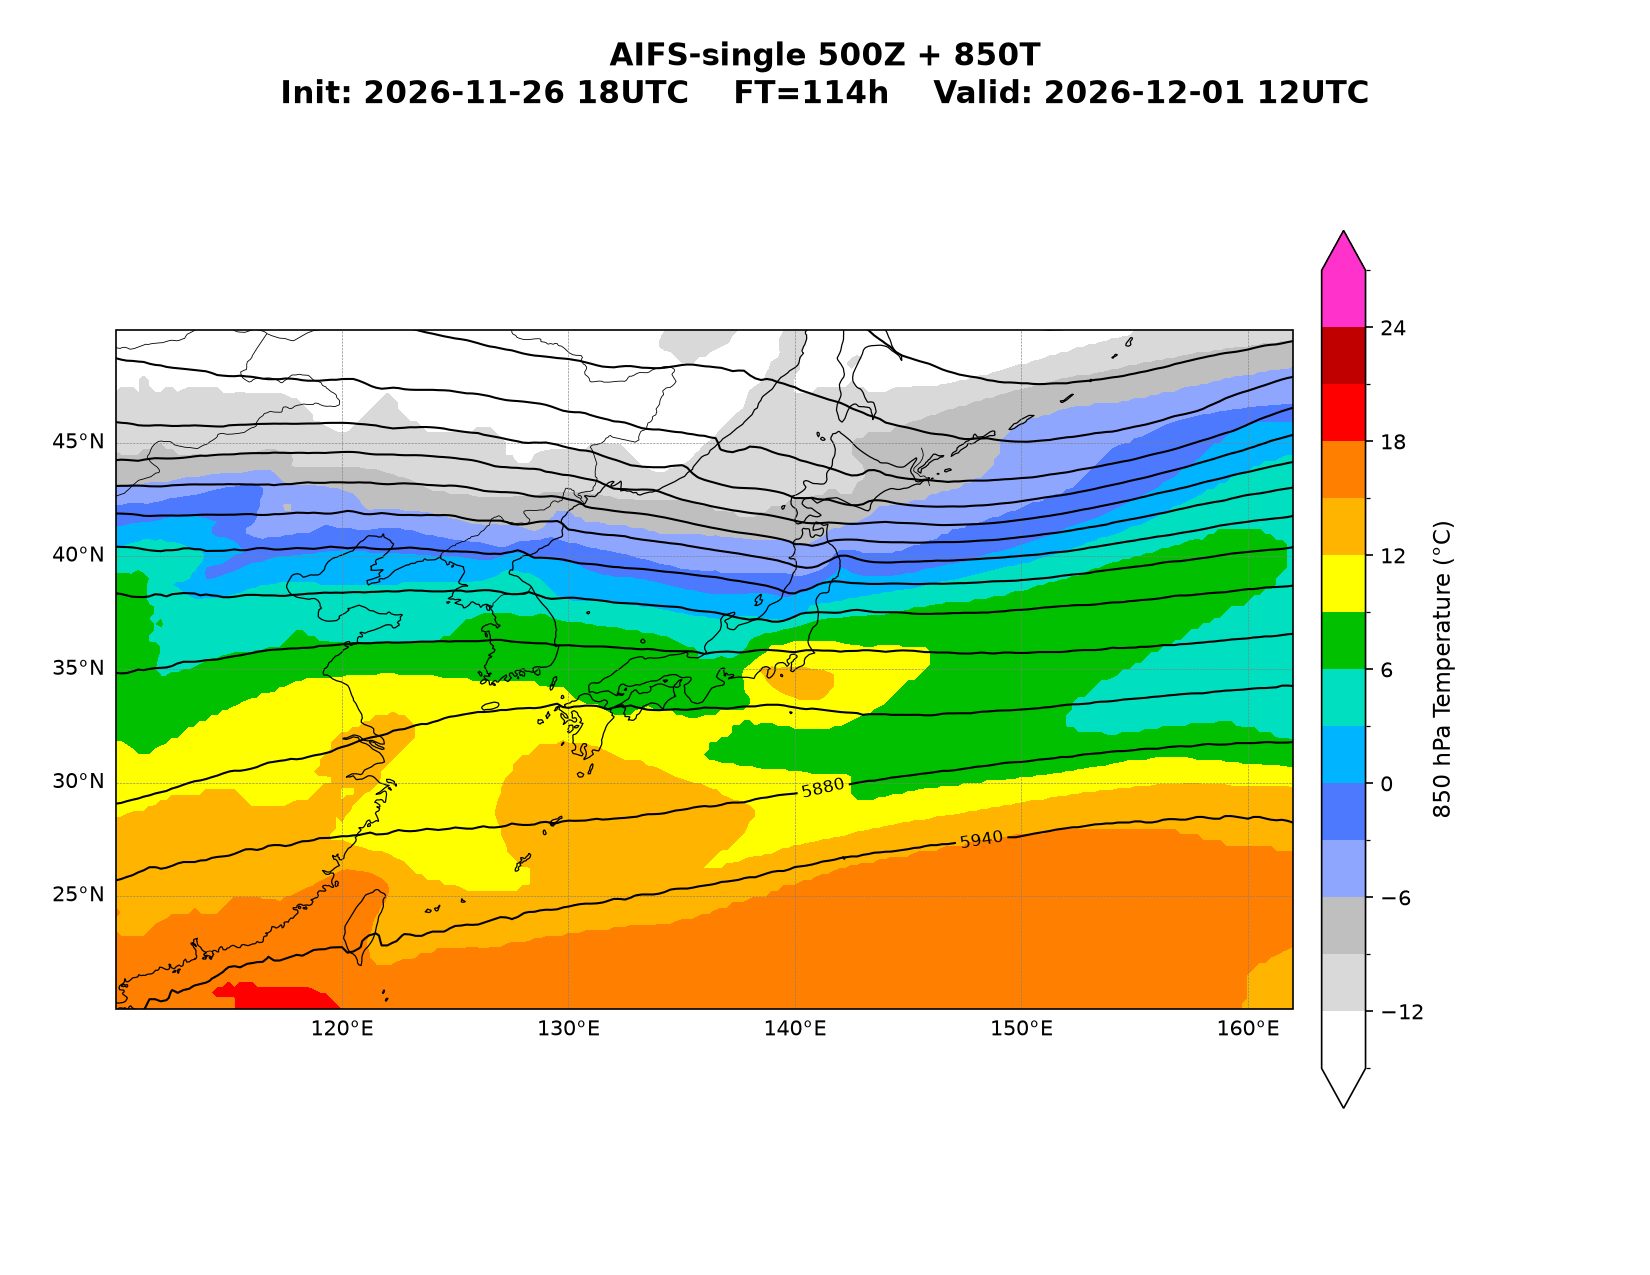 AIFS-single 500Z + 850T
Init: 2026-11-26 18UTC    FT=114h    Valid: 2026-12-01 12UTC
45°N
40°N
35°N
30°N
25°N
120°E
130°E
140°E
150°E
160°E
5880
5940
24
18
12
6
0
−6
−12
850 hPa Temperature (°C)